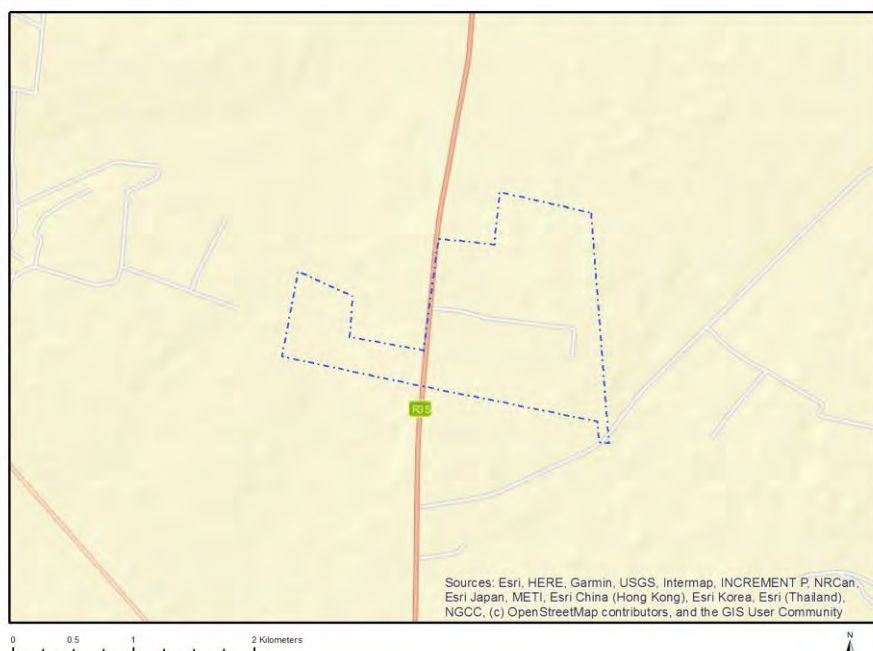 R35
Sources: Esri, HERE, Garmin, USGS, Intermap, INCREMENT P, NRCan,
Esri Japan, METI, Esri China (Hong Kong), Esri Korea, Esri (Thailand),
NGCC, (c) OpenStreetMap contributors, and the GIS User Community
0 0.5 1 2 Kilometers
N